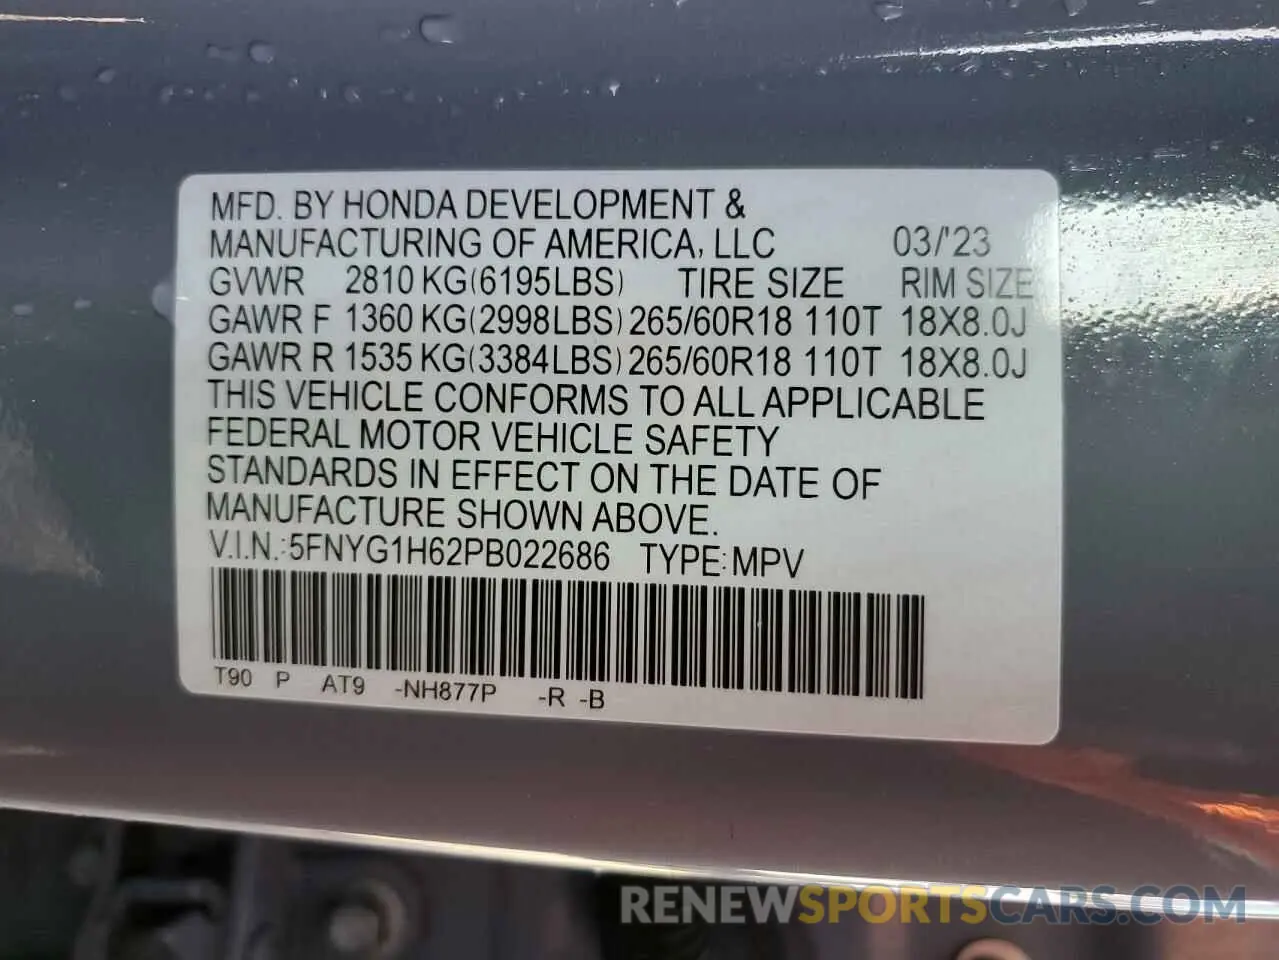 MFD. BY HONDA DEVELOPMENT &
MANUFACTURING OF AMERICA, LLC 03/'23
GVWR 2810 KG(6195LBS) TIRE SIZE RIM SIZE
GAWR F 1360 KG(2998LBS) 265/60R18 110T 18X8.0J
GAWR R 1535 KG(3384LBS) 265/60R18 110T 18X8.0J
THIS VEHICLE CONFORMS TO ALL APPLICABLE
FEDERAL MOTOR VEHICLE SAFETY
STANDARDS IN EFFECT ON THE DATE OF
MANUFACTURE SHOWN ABOVE.
V.I.N.:5FNYG1H62PB022686 TYPE:MPV
T90 P AT9 -NH877P -R -B
RENEWSPORTSCARS.COM